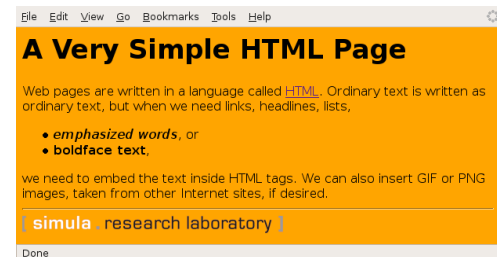 File Edit View Go Bookmarks Tools Help
A Very Simple HTML Page
Web pages are written in a language called HTML. Ordinary text is written as
ordinary text, but when we need links, headlines, lists,
• emphasized words, or
• boldface text,
we need to embed the text inside HTML tags. We can also insert GIF or PNG
images, taken from other Internet sites, if desired.
[ simula . research laboratory ]
Done